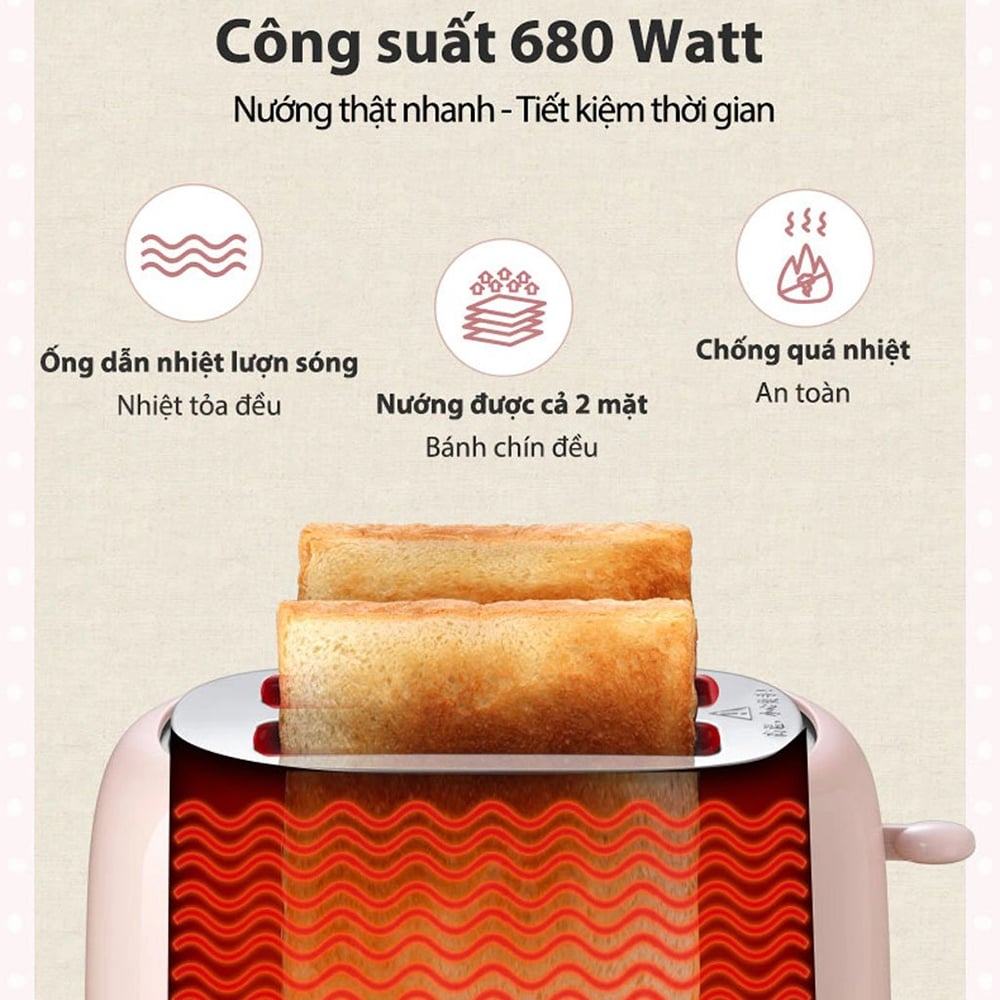 Công suất 680 Watt
Nướng thật nhanh - Tiết kiệm thời gian
Ống dẫn nhiệt lượn sóng
Nhiệt tỏa đều
Nướng được cả 2 mặt
Bánh chín đều
Chống quá nhiệt
An toàn